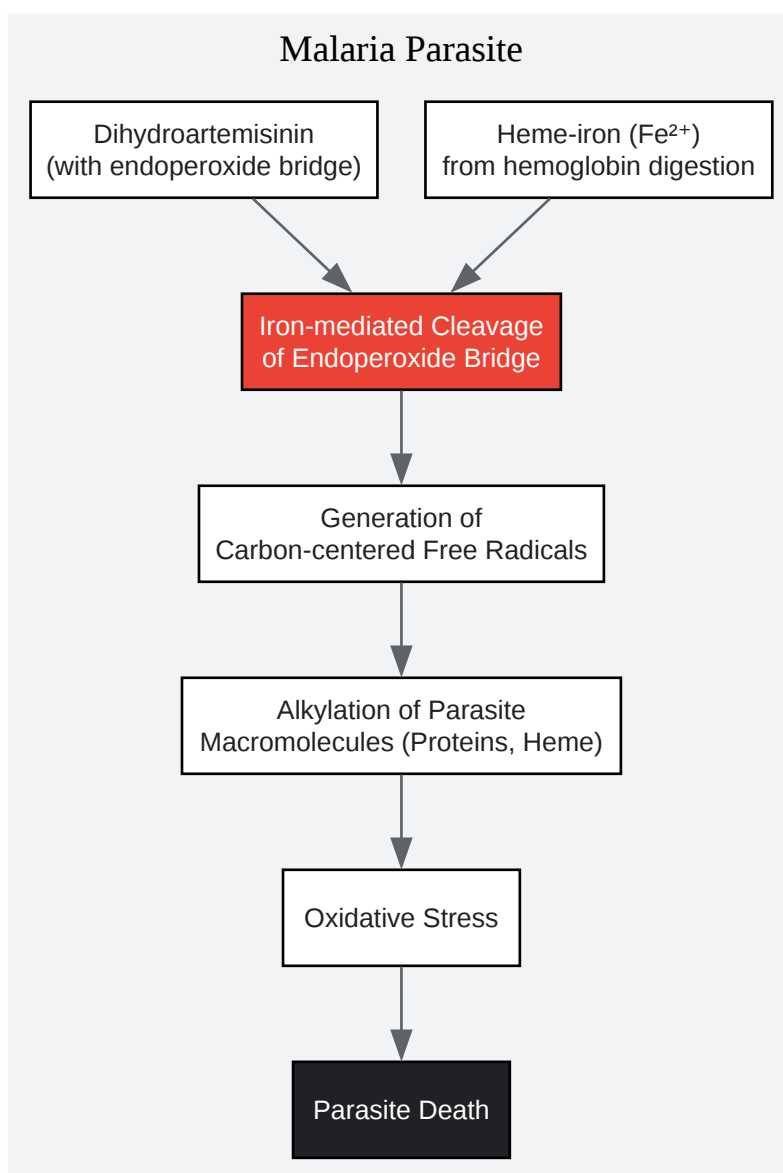 Malaria Parasite
Dihydroartemisinin
(with endoperoxide bridge)
Heme-iron (Fe²⁺)
from hemoglobin digestion
Iron-mediated Cleavage
of Endoperoxide Bridge
Generation of
Carbon-centered Free Radicals
Alkylation of Parasite
Macromolecules (Proteins, Heme)
Oxidative Stress
Parasite Death